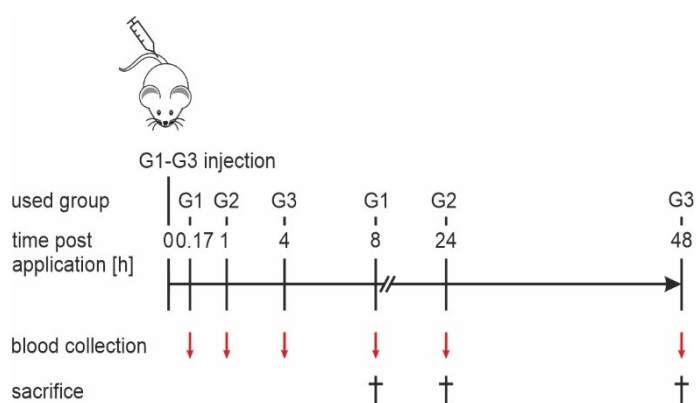 G1-G3 injection
used group G1 G2 G3 G1 G2 G3
time post 0 0.17 1 4 8 24 48
application [h]
blood collection
sacrifice